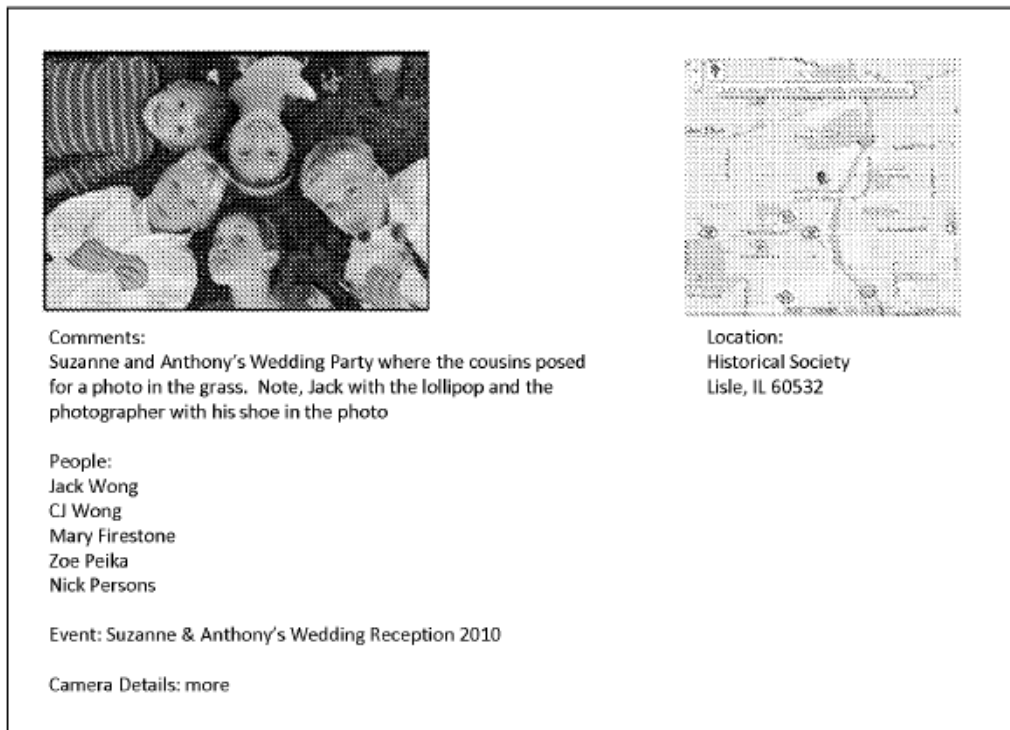 Comments:
Suzanne and Anthony's Wedding Party where the cousins posed
for a photo in the grass. Note, Jack with the lollipop and the
photographer with his shoe in the photo
People:
Jack Wong
CJ Wong
Mary Firestone
Zoe Peika
Nick Persons
Event: Suzanne & Anthony's Wedding Reception 2010
Camera Details: more
Location:
Historical Society
Lisle, IL 60532